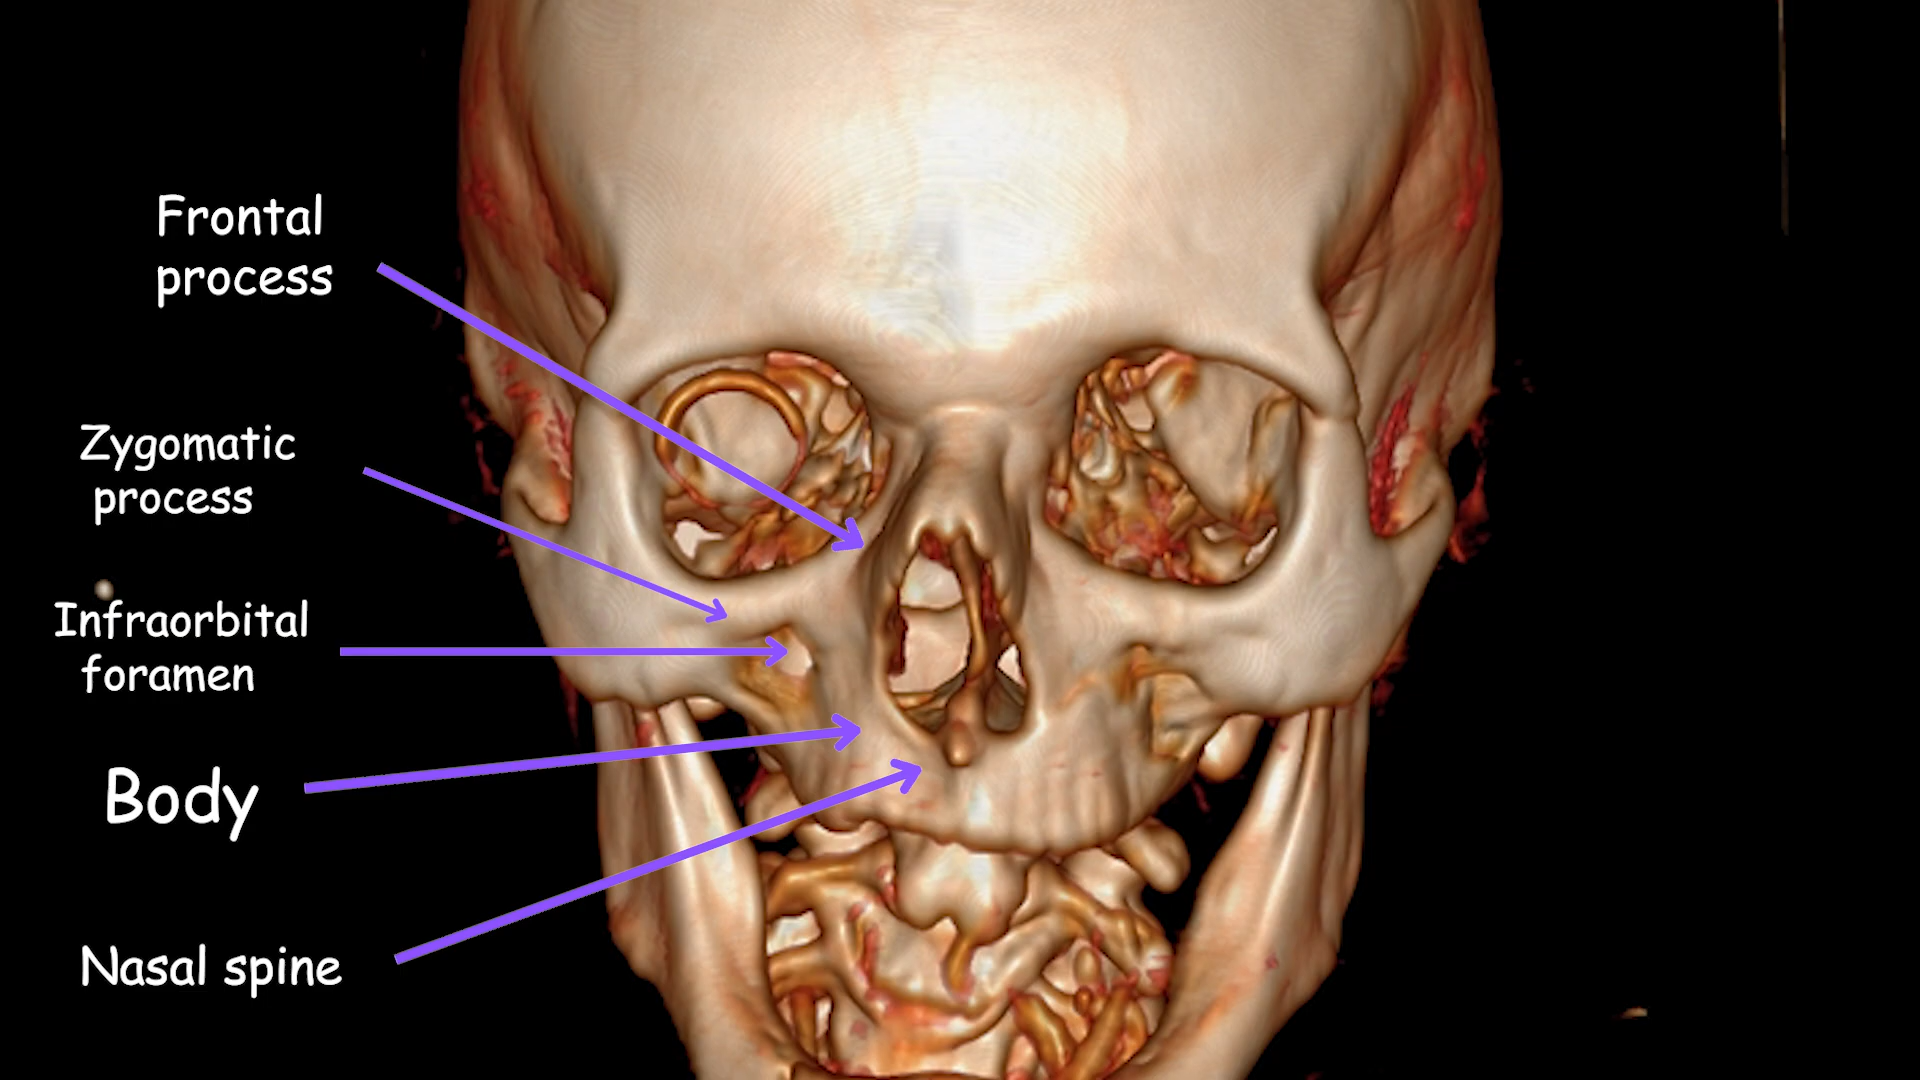 Frontal
process
Zygomatic
process
Infraorbital
foramen
Body
Nasal spine